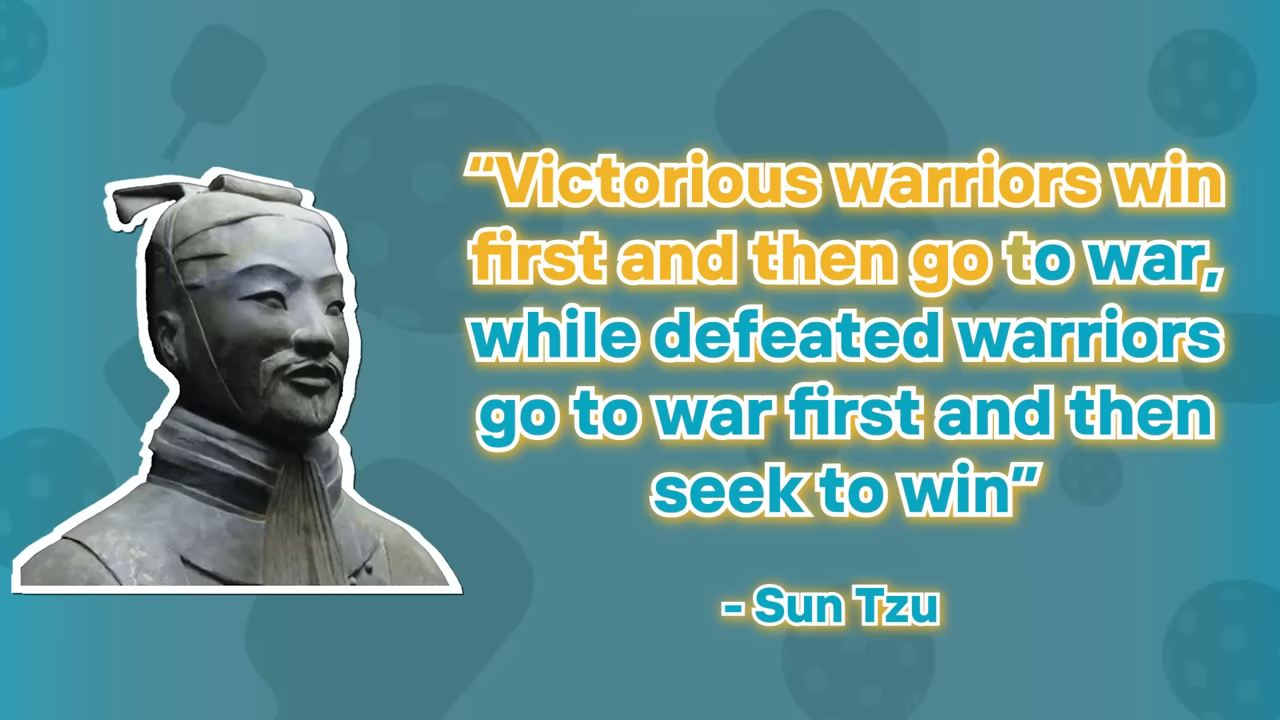 “Victorious warriors win
first and then go to war,
while defeated warriors
go to war first and then
seek to win”
- Sun Tzu